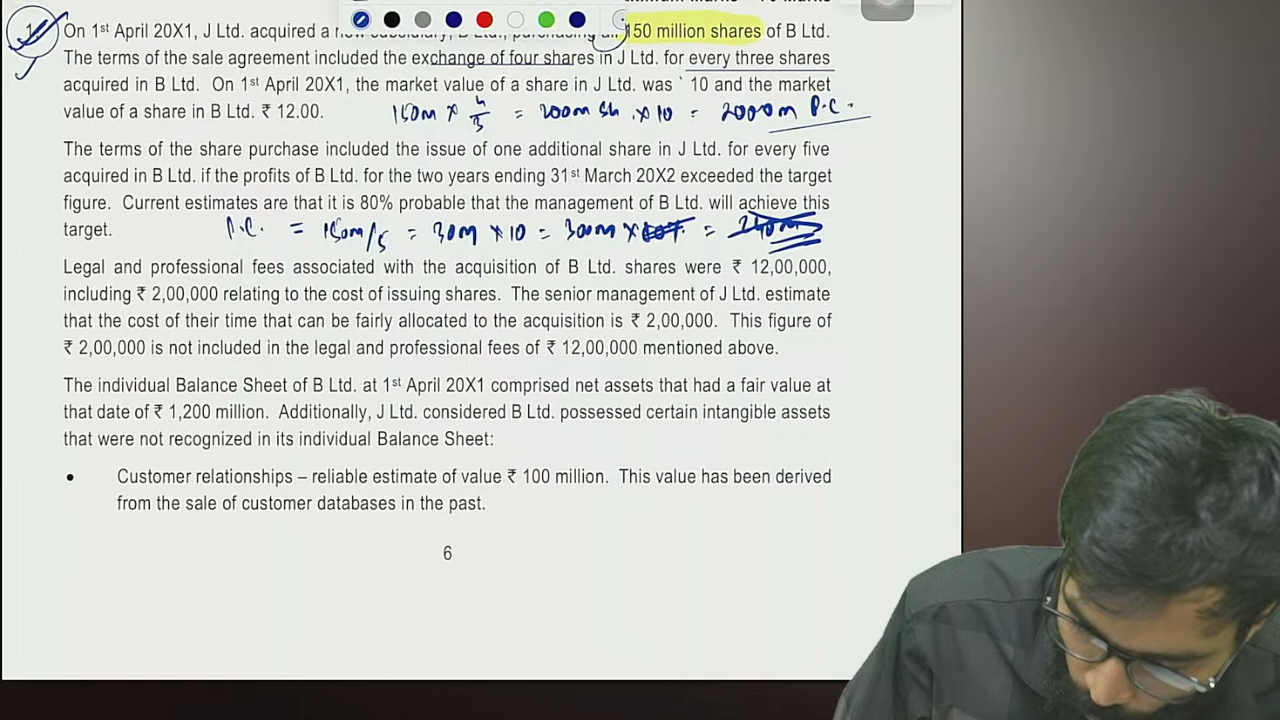 On 1st April 20X1, J Ltd. acquired a new subsidiary, B Ltd., purchasing all 150 million shares of B Ltd.
The terms of the sale agreement included the exchange of four shares in J Ltd. for every three shares
acquired in B Ltd. On 1st April 20X1, the market value of a share in J Ltd. was ` 10 and the market
value of a share in B Ltd. ₹ 12.00.
150m × 4/3 = 200m sh × 10 = 2000m P.C.
The terms of the share purchase included the issue of one additional share in J Ltd. for every five
acquired in B Ltd. if the profits of B Ltd. for the two years ending 31st March 20X2 exceeded the target
figure. Current estimates are that it is 80% probable that the management of B Ltd. will achieve this
target.
P.C. = 150m/5 = 30m × 10 = 300m × =
Legal and professional fees associated with the acquisition of B Ltd. shares were ₹ 12,00,000,
including ₹ 2,00,000 relating to the cost of issuing shares. The senior management of J Ltd. estimate
that the cost of their time that can be fairly allocated to the acquisition is ₹ 2,00,000. This figure of
₹ 2,00,000 is not included in the legal and professional fees of ₹ 12,00,000 mentioned above.
The individual Balance Sheet of B Ltd. at 1st April 20X1 comprised net assets that had a fair value at
that date of ₹ 1,200 million. Additionally, J Ltd. considered B Ltd. possessed certain intangible assets
that were not recognized in its individual Balance Sheet:
• Customer relationships – reliable estimate of value ₹ 100 million. This value has been derived
from the sale of customer databases in the past.
6